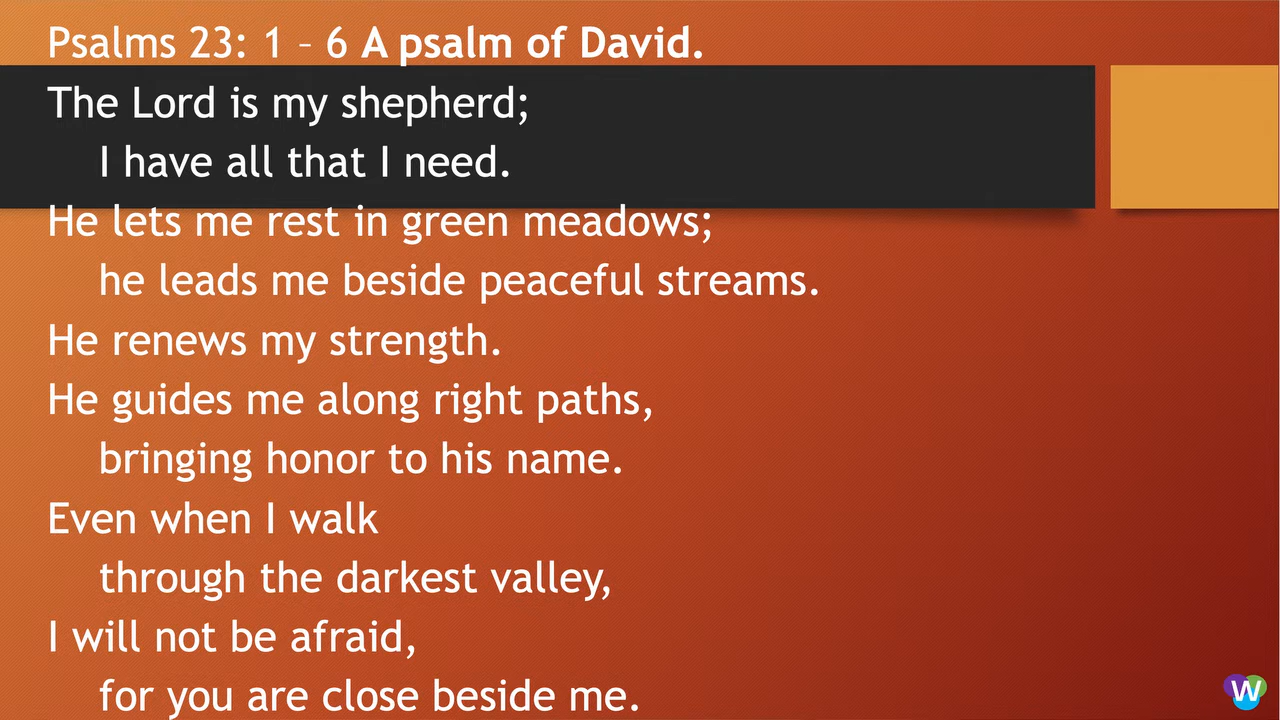 Psalms 23: 1 – 6 A psalm of David.
The Lord is my shepherd;
I have all that I need.
He lets me rest in green meadows;
he leads me beside peaceful streams.
He renews my strength.
He guides me along right paths,
bringing honor to his name.
Even when I walk
through the darkest valley,
I will not be afraid,
for you are close beside me.
W